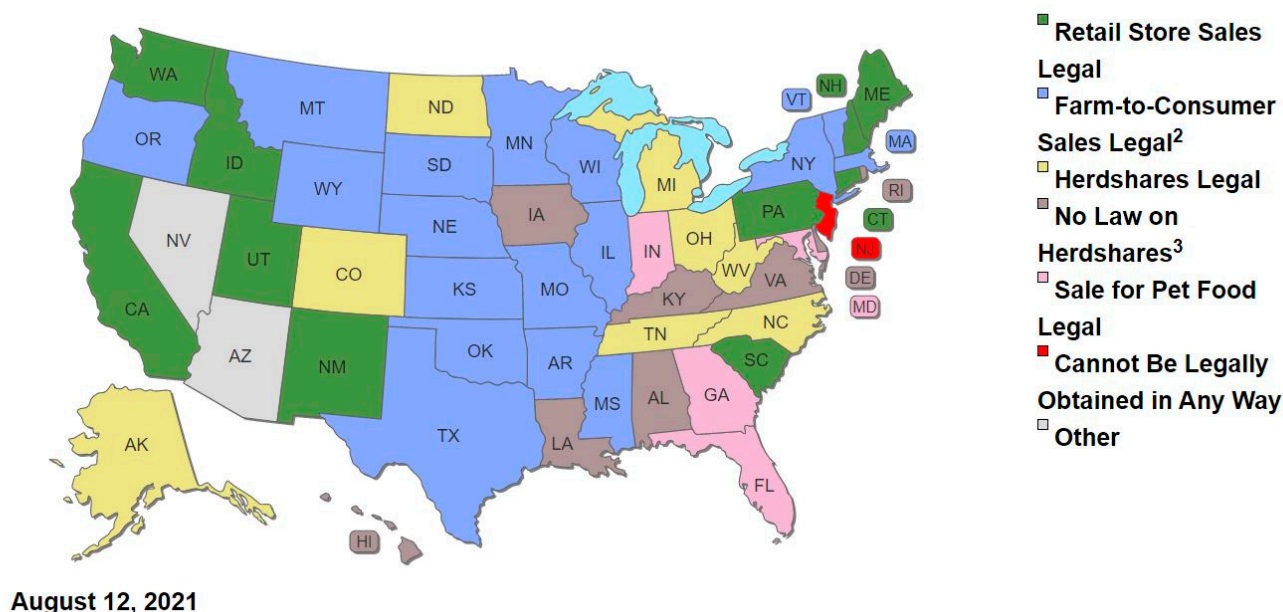 WA
MT
ND
MN
OR
ID
WY
SD
WI
MI
NY
VT
NH
ME
MA
RI
CT
NJ
DE
MD
PA
NV
UT
CO
NE
IA
IL
IN
OH
WV
VA
CA
KS
MO
KY
TN
NC
AZ
NM
OK
AR
SC
TX
LA
MS
AL
GA
FL
AK
HI
Retail Store Sales
Legal
Farm-to-Consumer
Sales Legal²
Herdshares Legal
No Law on
Herdshares³
Sale for Pet Food
Legal
Cannot Be Legally
Obtained in Any Way
Other
August 12, 2021